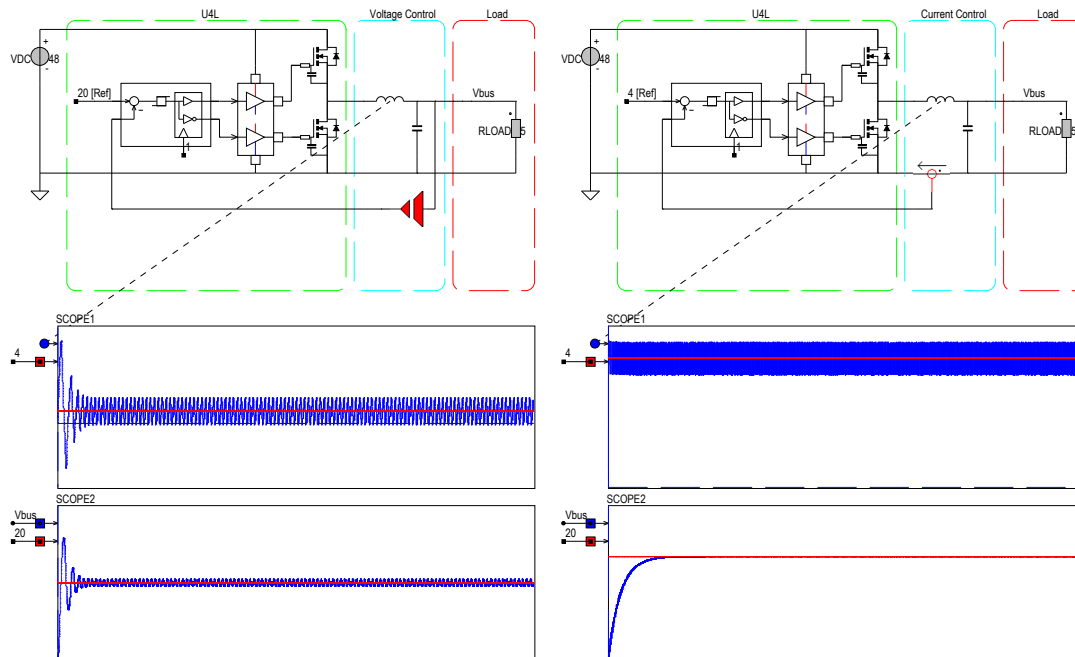 U4L Voltage Control Load
VDC 48
+
-
20 [Ref]
-
1
Vbus
RLOAD 5
SCOPE1
4
SCOPE2
Vbus
20
U4L Current Control Load
VDC 48
+
-
4 [Ref]
-
1
Vbus
RLOAD 5
SCOPE1
4
SCOPE2
Vbus
20